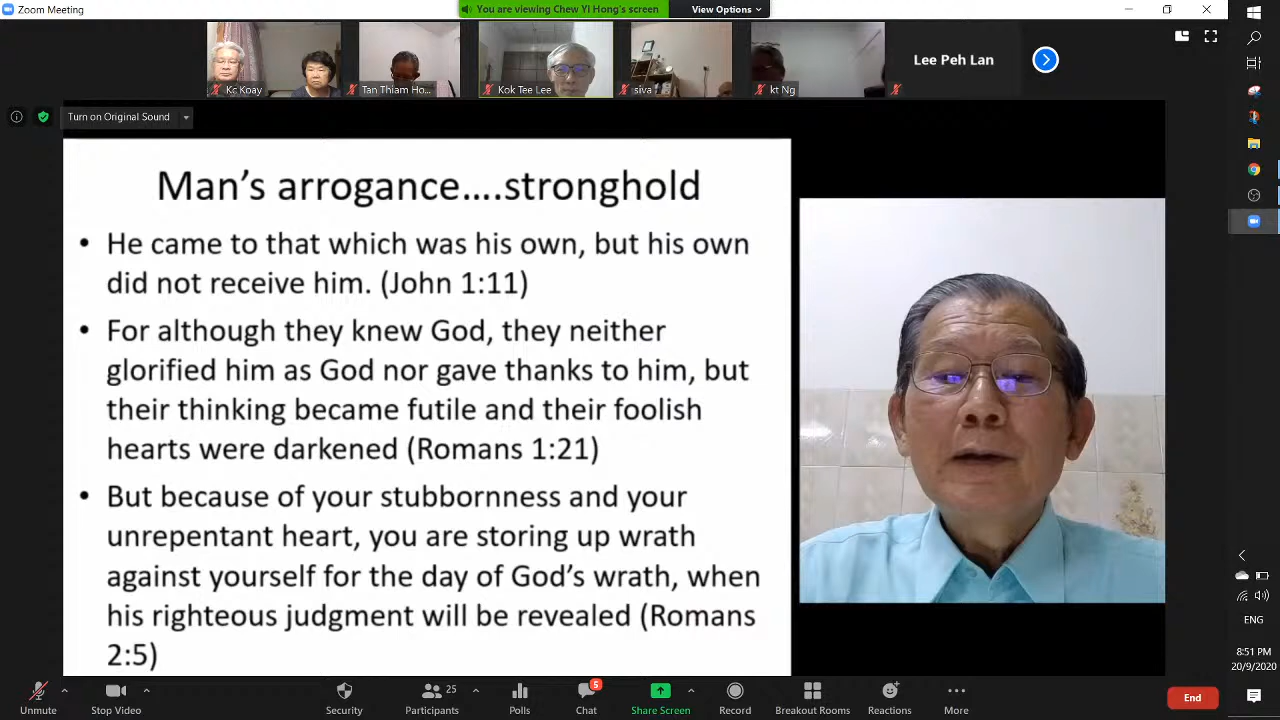 Zoom Meeting
You are viewing Chew YI Hong's screen
View Options
Kc Koay
Tan Thiam Ho...
Kok Tee Lee
siva
kt Ng
Lee Peh Lan
Turn on Original Sound
Man's arrogance....stronghold
• He came to that which was his own, but his own
did not receive him. (John 1:11)
• For although they knew God, they neither
glorified him as God nor gave thanks to him, but
their thinking became futile and their foolish
hearts were darkened (Romans 1:21)
• But because of your stubbornness and your
unrepentant heart, you are storing up wrath
against yourself for the day of God's wrath, when
his righteous judgment will be revealed (Romans
2:5)
ENG
8:51 PM
20/9/2020
Unmute
Stop Video
Security
25
Participants
Polls
5
Chat
Share Screen
Record
Breakout Rooms
Reactions
More
End